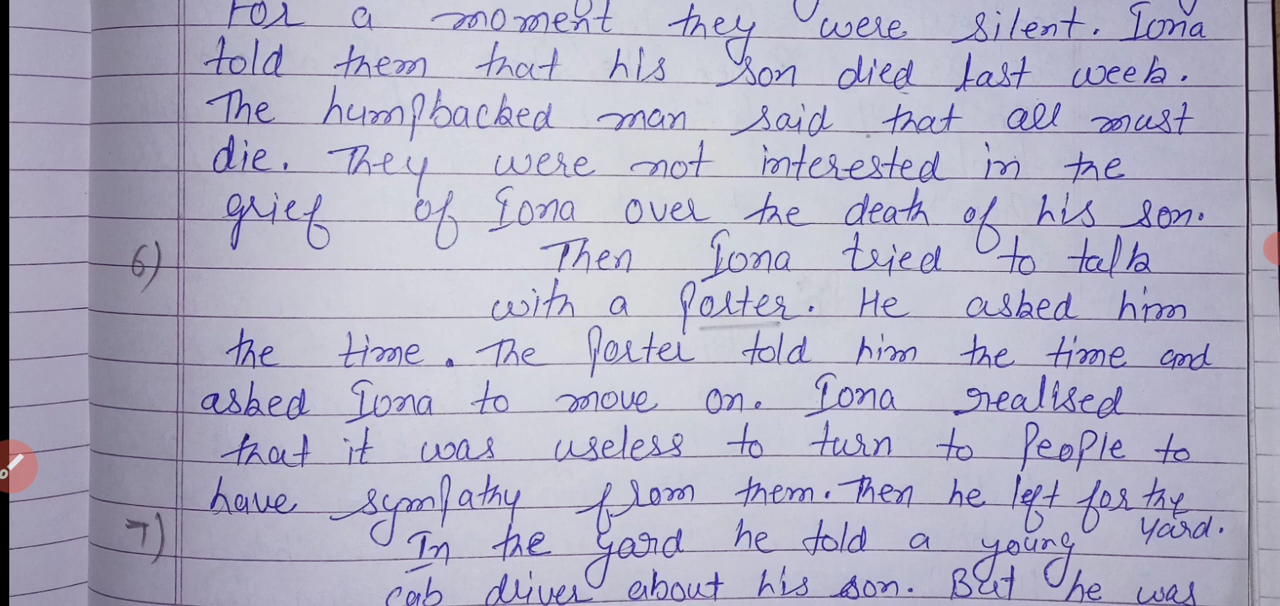 For a moment they were silent. Iona
told them that his son died last week.
The humpbacked man said that all must
die. They were not interested in the
grief of Iona over the death of his son.
6) Then Iona tried to talk
with a Porter. He asked him
the time. The Porter told him the time and
asked Iona to move on. Iona realised
that it was useless to turn to People to
have sympathy from them. Then he left for the
yard.
7) In the yard he told a young
cab driver about his son. But he was